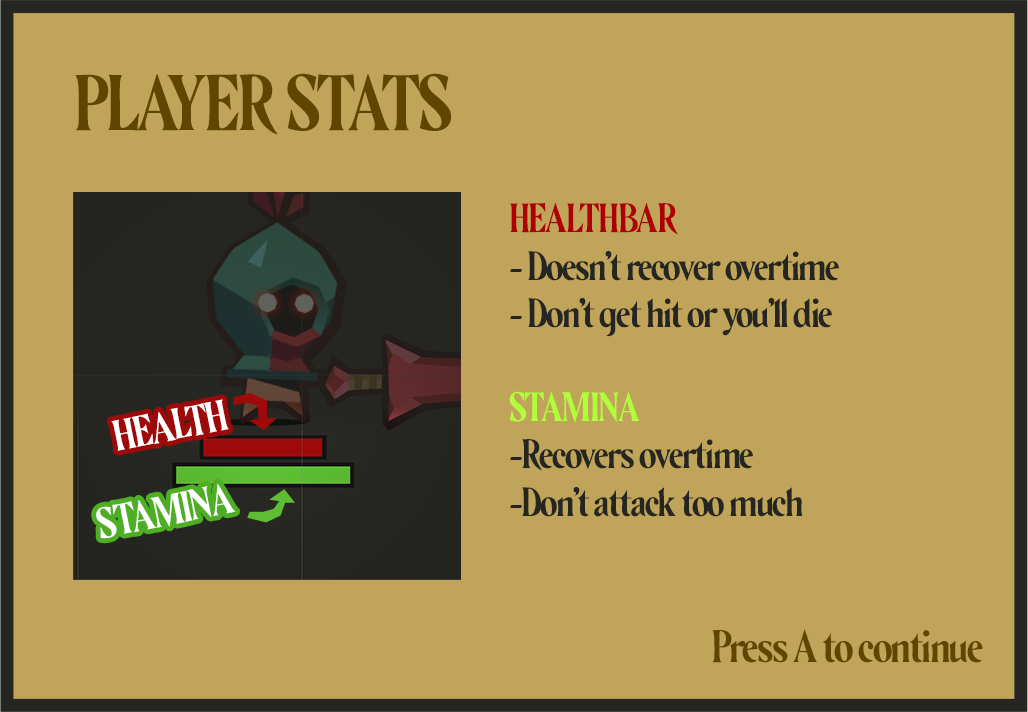 PLAYER STATS
HEALTH
STAMINA
HEALTHBAR
- Doesn't recover overtime
- Don't get hit or you'll die
STAMINA
-Recovers overtime
-Don't attack too much
Press A to continue